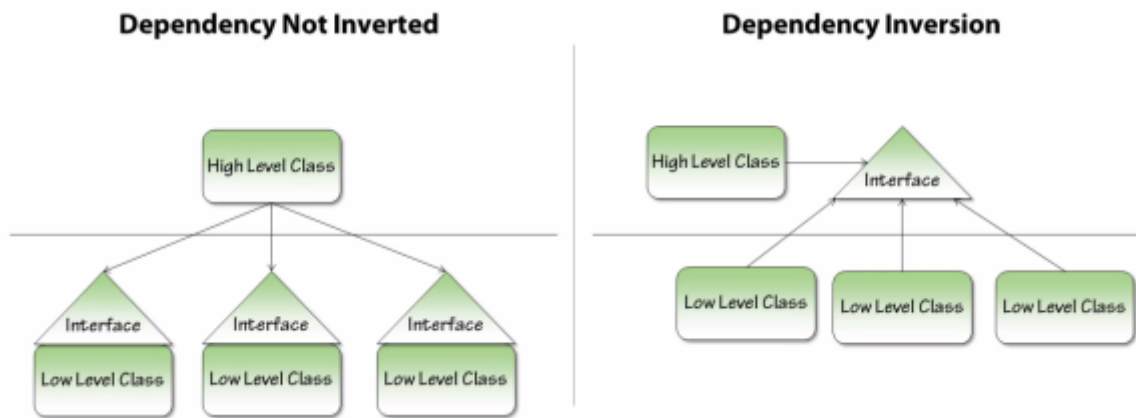 Dependency Not Inverted
High Level Class
Interface
Interface
Interface
Low Level Class
Low Level Class
Low Level Class
Dependency Inversion
High Level Class
Interface
Low Level Class
Low Level Class
Low Level Class